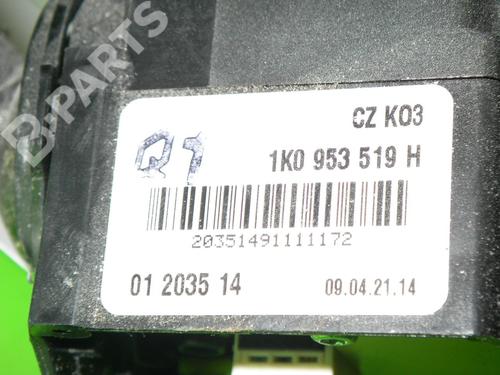 B-PARTS
CZ K03
Q1
1K0 953 519 H
20351491111172
01 2035 14
09.04.21.14